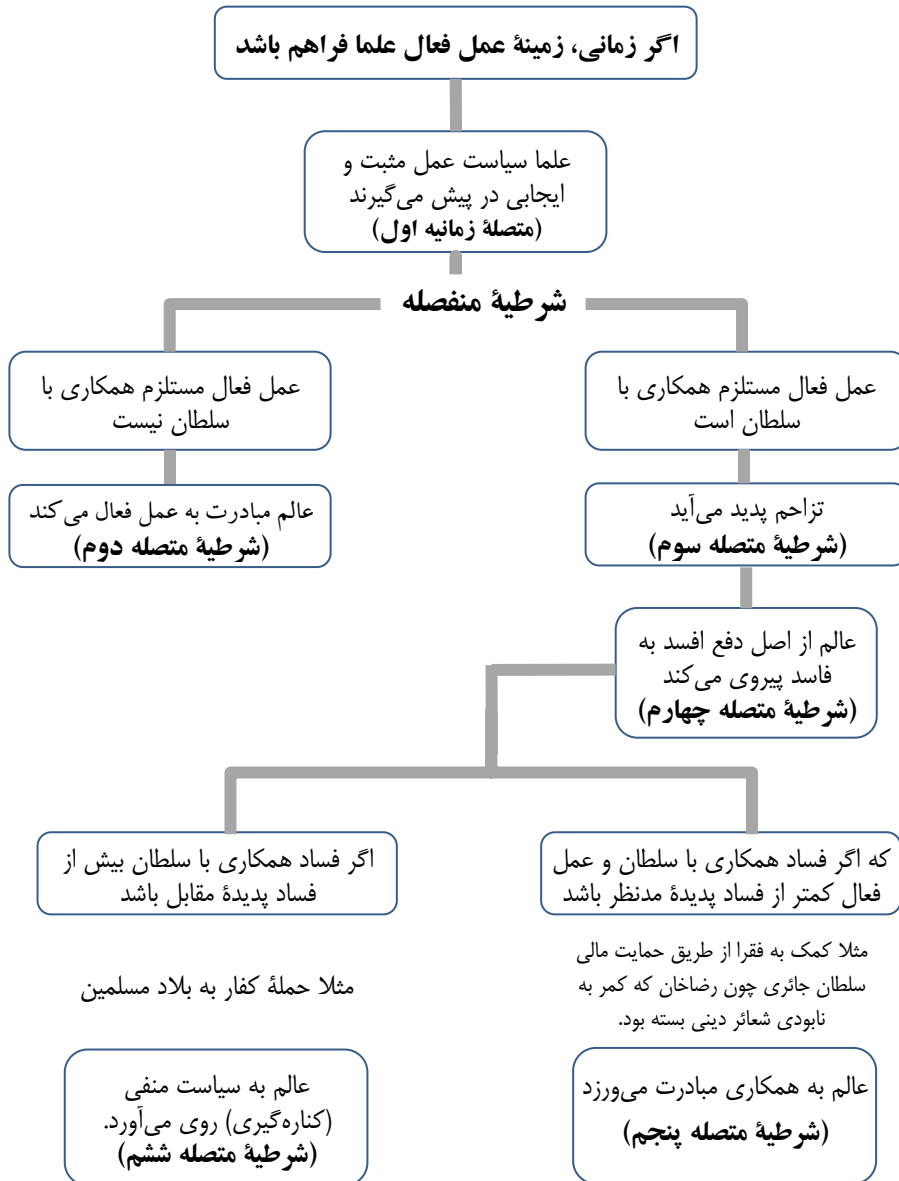 اگر زمانی، زمینهٔ عمل فعال علما فراهم باشد
علما سیاست عمل مثبت و
ایجابی در پیش می‌گیرند
(متصلهٔ زمانیه اول)
شرطیهٔ منفصله
عمل فعال مستلزم همکاری با
سلطان است
عمل فعال مستلزم همکاری با
سلطان نیست
تزاحم پدید می‌آید
(شرطیهٔ متصله سوم)
عالم مبادرت به عمل فعال می‌کند
(شرطیهٔ متصله دوم)
عالم از اصل دفع افسد به
فاسد پیروی می‌کند
(شرطیهٔ متصله چهارم)
که اگر فساد همکاری با سلطان و عمل
فعال کمتر از فساد پدیدهٔ مدنظر باشد
اگر فساد همکاری با سلطان بیش از
فساد پدیدهٔ مقابل باشد
مثلا کمک به فقرا از طریق حمایت مالی
سلطان جائری چون رضاخان که کمر به
نابودی شعائر دینی بسته بود.
مثلا حملهٔ کفار به بلاد مسلمین
عالم به همکاری مبادرت می‌ورزد
(شرطیهٔ متصله پنجم)
عالم به سیاست منفی
(کناره‌گیری) روی می‌آورد.
(شرطیهٔ متصله ششم)